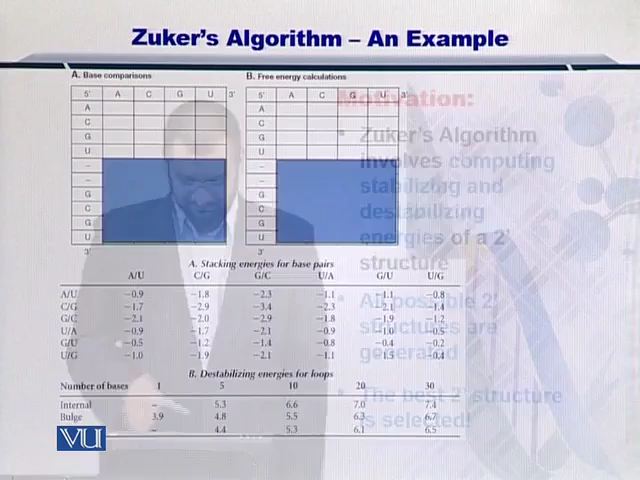 Zuker's Algorithm – An Example
A. Base comparisons
B. Free energy calculations
5' A C G U 3'
A
C
G
U
–
–
G
C
G
U
3'
5' A C G U 3'
A
C
G
U
–
–
G
C
G
U
3'
Motivation:
• Zuker's Algorithm
involves computing
stabilizing and
destabilizing
energies of a 2'
structure
• All possible 2'
structures are
generated
• The best 2' structure
is selected!
A. Stacking energies for base pairs
A/U C/G G/C U/A G/U U/G
A/U −0.9 −1.8 −2.3 −1.1 −1.1 −0.8
C/G −1.7 −2.9 −3.4 −2.3 −2.1 −1.4
G/C −2.1 −2.0 −2.9 −1.8 −1.9 −1.2
U/A −0.9 −1.7 −2.1 −0.9 −1.0 −0.5
G/U −0.5 −1.2 −1.4 −0.8 −0.4 −0.2
U/G −1.0 −1.9 −2.1 −1.1 −1.5 −0.4
B. Destabilizing energies for loops
Number of bases 1 5 10 20 30
Internal – 5.3 6.6 7.0 7.4
Bulge 3.9 4.8 5.5 6.3 6.7
– 4.4 5.3 6.1 6.5
VU